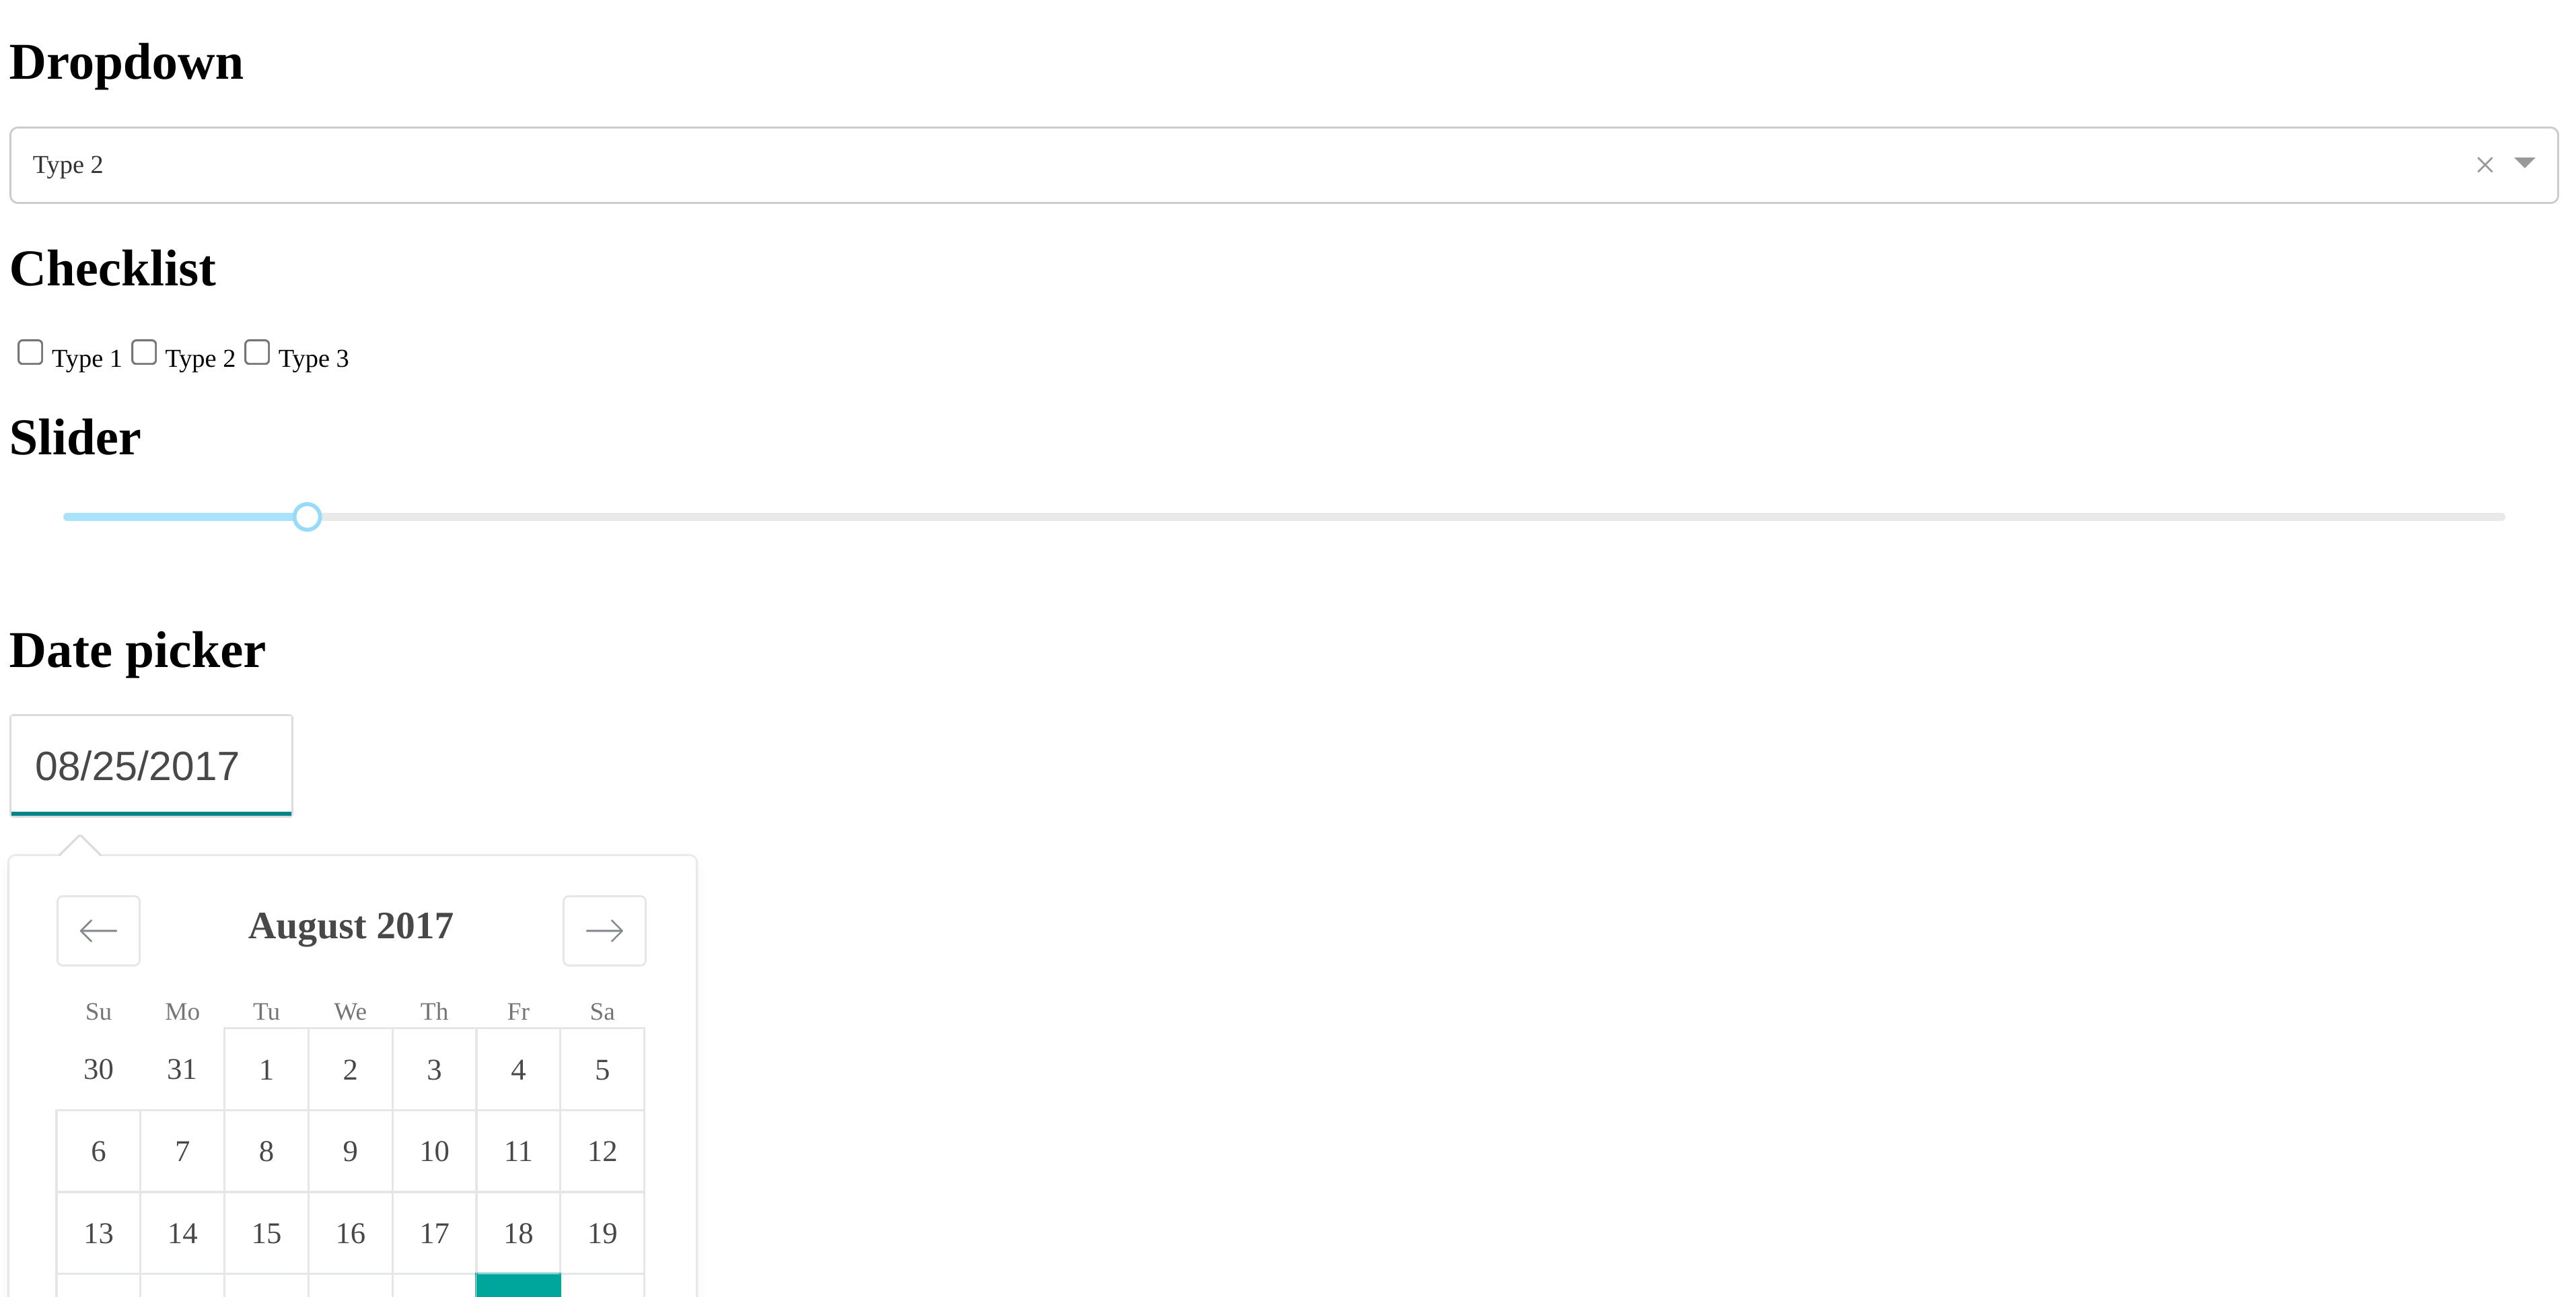 Dropdown
Type 2
Checklist
Type 1 Type 2 Type 3
Slider
Date picker
08/25/2017
August 2017
Su Mo Tu We Th Fr Sa
30 31 1 2 3 4 5
6 7 8 9 10 11 12
13 14 15 16 17 18 19